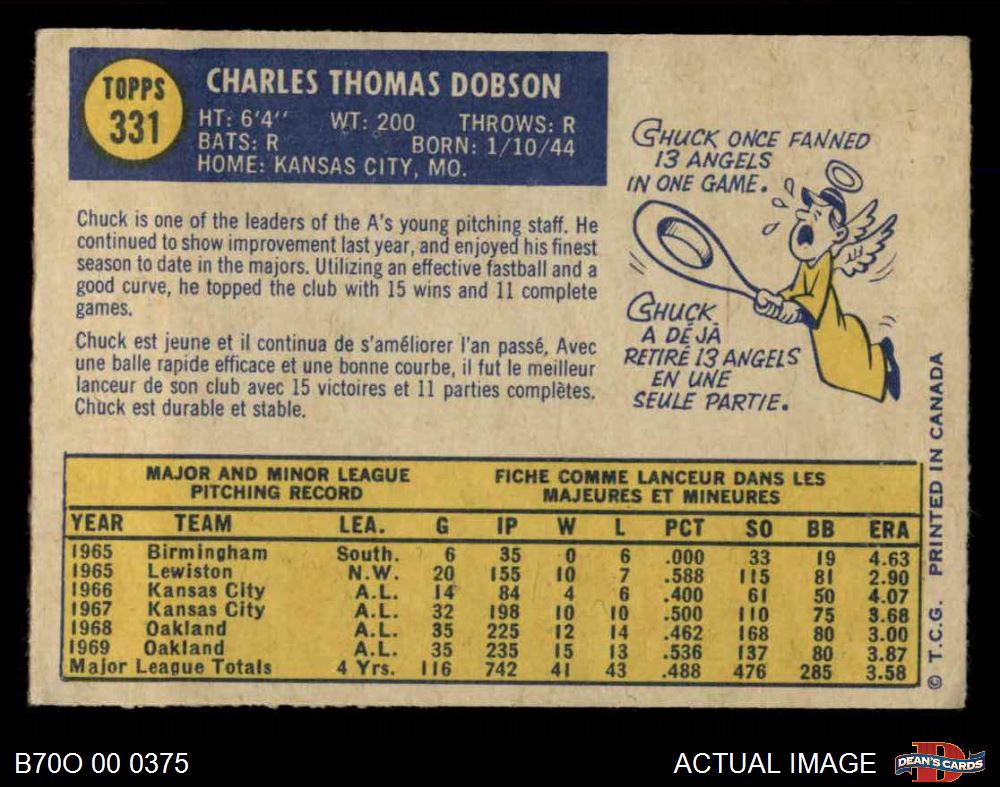 TOPPS
331
CHARLES THOMAS DOBSON
HT: 6'4'' WT: 200 THROWS: R
BATS: R BORN: 1/10/44
HOME: KANSAS CITY, MO.
Chuck is one of the leaders of the A's young pitching staff. He
continued to show improvement last year, and enjoyed his finest
season to date in the majors. Utilizing an effective fastball and a
good curve, he topped the club with 15 wins and 11 complete
games.
Chuck est jeune et il continua de s'améliorer l'an passé, Avec
une balle rapide efficace et une bonne courbe, il fut le meilleur
lanceur de son club avec 15 victoires et 11 parties complètes.
Chuck est durable et stable.
CHUCK ONCE FANNED
13 ANGELS
IN ONE GAME.
CHUCK
A DÉJÀ
RETIRÉ 13 ANGELS
EN UNE
SEULE PARTIE.
MAJOR AND MINOR LEAGUE
PITCHING RECORD
FICHE COMME LANCEUR DANS LES
MAJEURES ET MINEURES
YEAR TEAM LEA. G IP W L PCT SO BB ERA
1965 Birmingham South. 6 35 0 6 .000 33 19 4.63
1965 Lewiston N.W. 20 155 10 7 .588 115 81 2.90
1966 Kansas City A.L. 14 84 4 6 .400 61 50 4.07
1967 Kansas City A.L. 32 198 10 10 .500 110 75 3.68
1968 Oakland A.L. 35 225 12 14 .462 168 80 3.00
1969 Oakland A.L. 35 235 15 13 .536 137 80 3.87
Major League Totals 4 Yrs. 116 742 41 43 .488 476 285 3.58
© T.C.G. PRINTED IN CANADA
B70O 00 0375
ACTUAL IMAGE
DEAN'S CARDS